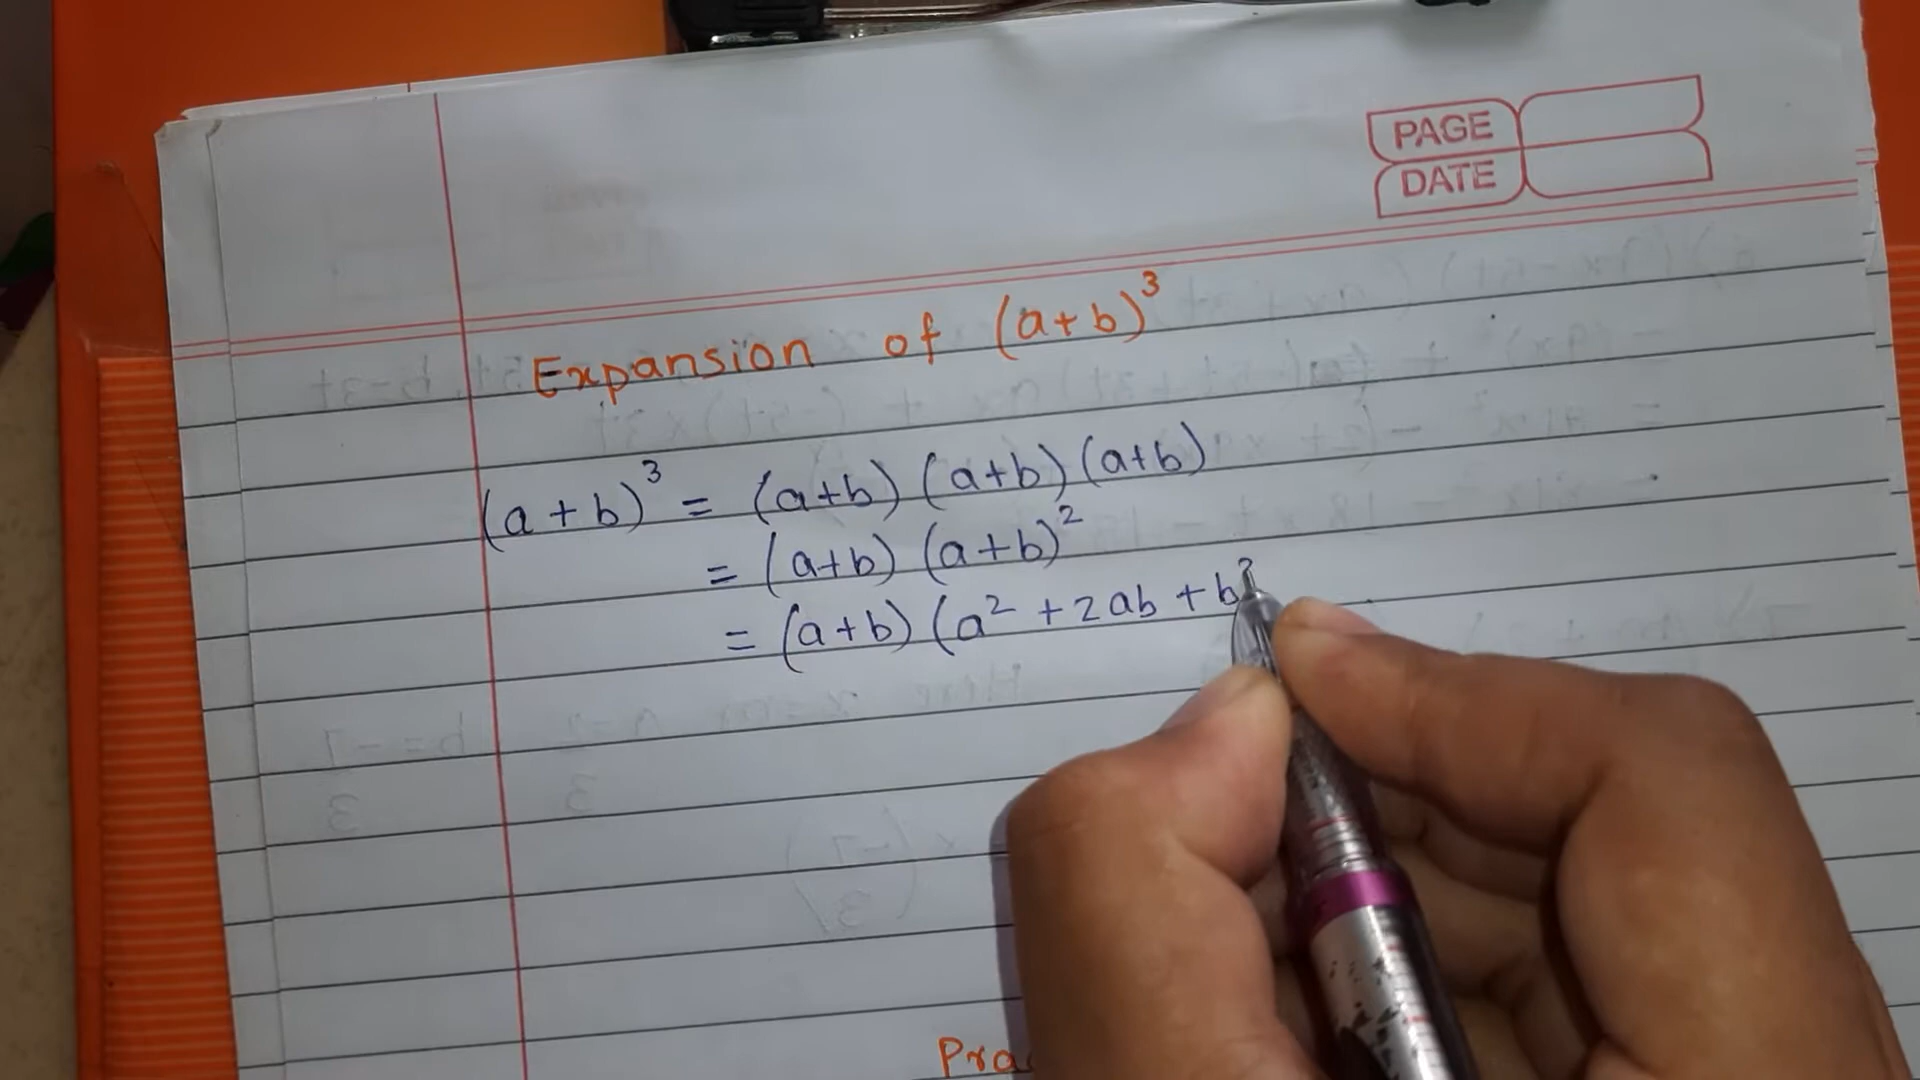 PAGE
DATE
Expansion of (a+b)³
(a+b)³ = (a+b) (a+b) (a+b)
= (a+b) (a+b)²
= (a+b) (a² + 2ab + b²